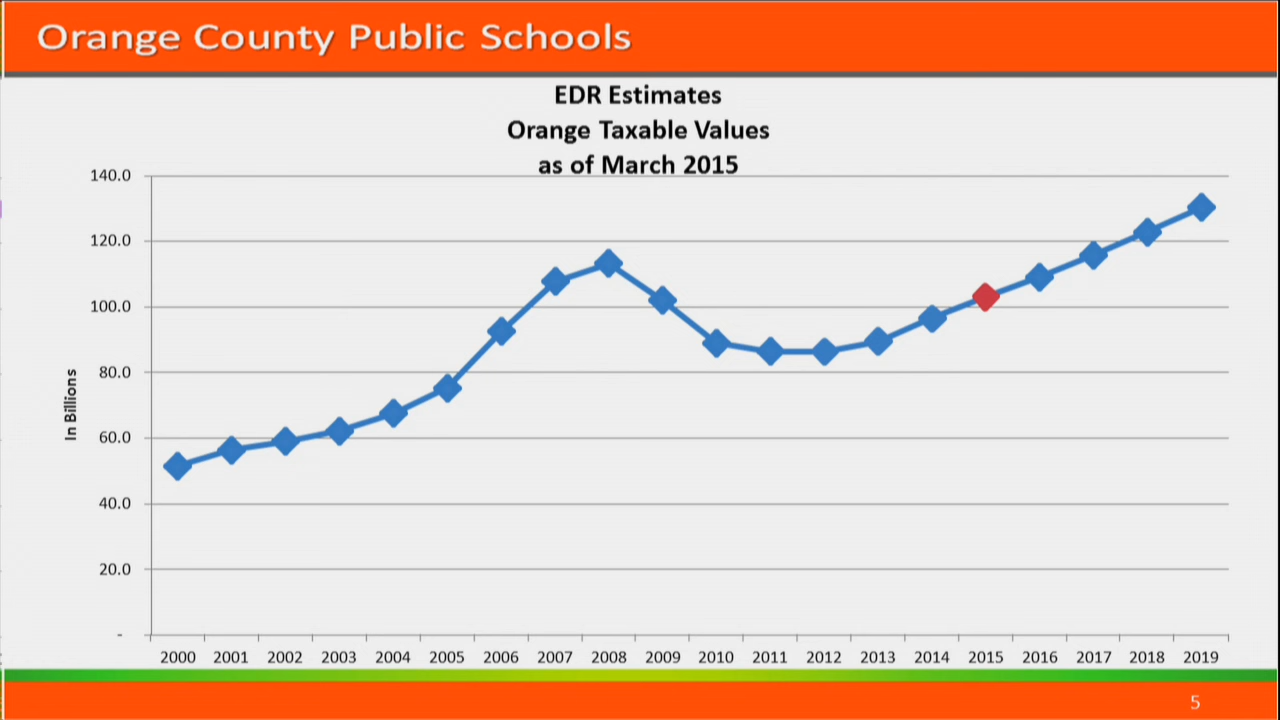 Orange County Public Schools
EDR Estimates
Orange Taxable Values
as of March 2015
140.0
120.0
100.0
80.0
60.0
40.0
20.0
-
In Billions
2000 2001 2002 2003 2004 2005 2006 2007 2008 2009 2010 2011 2012 2013 2014 2015 2016 2017 2018 2019
5